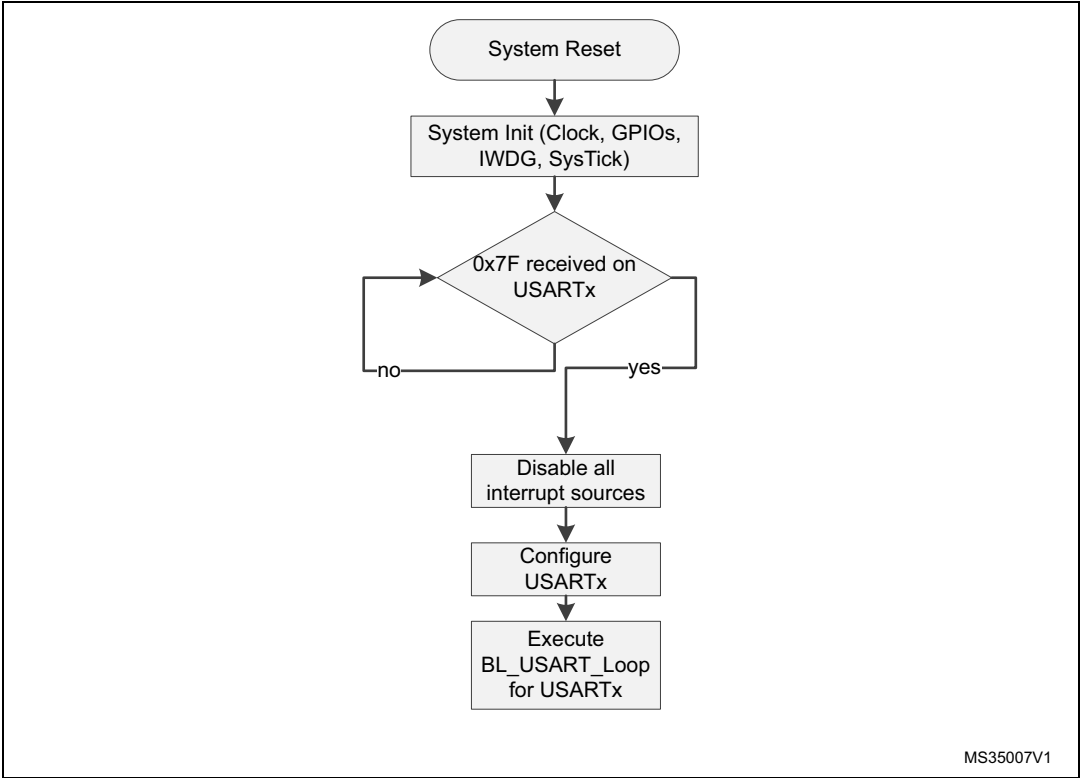 System Reset
System Init (Clock, GPIOs,
IWDG, SysTick)
0x7F received on
USARTx
no
yes
Disable all
interrupt sources
Configure
USARTx
Execute
BL_USART_Loop
for USARTx
MS35007V1